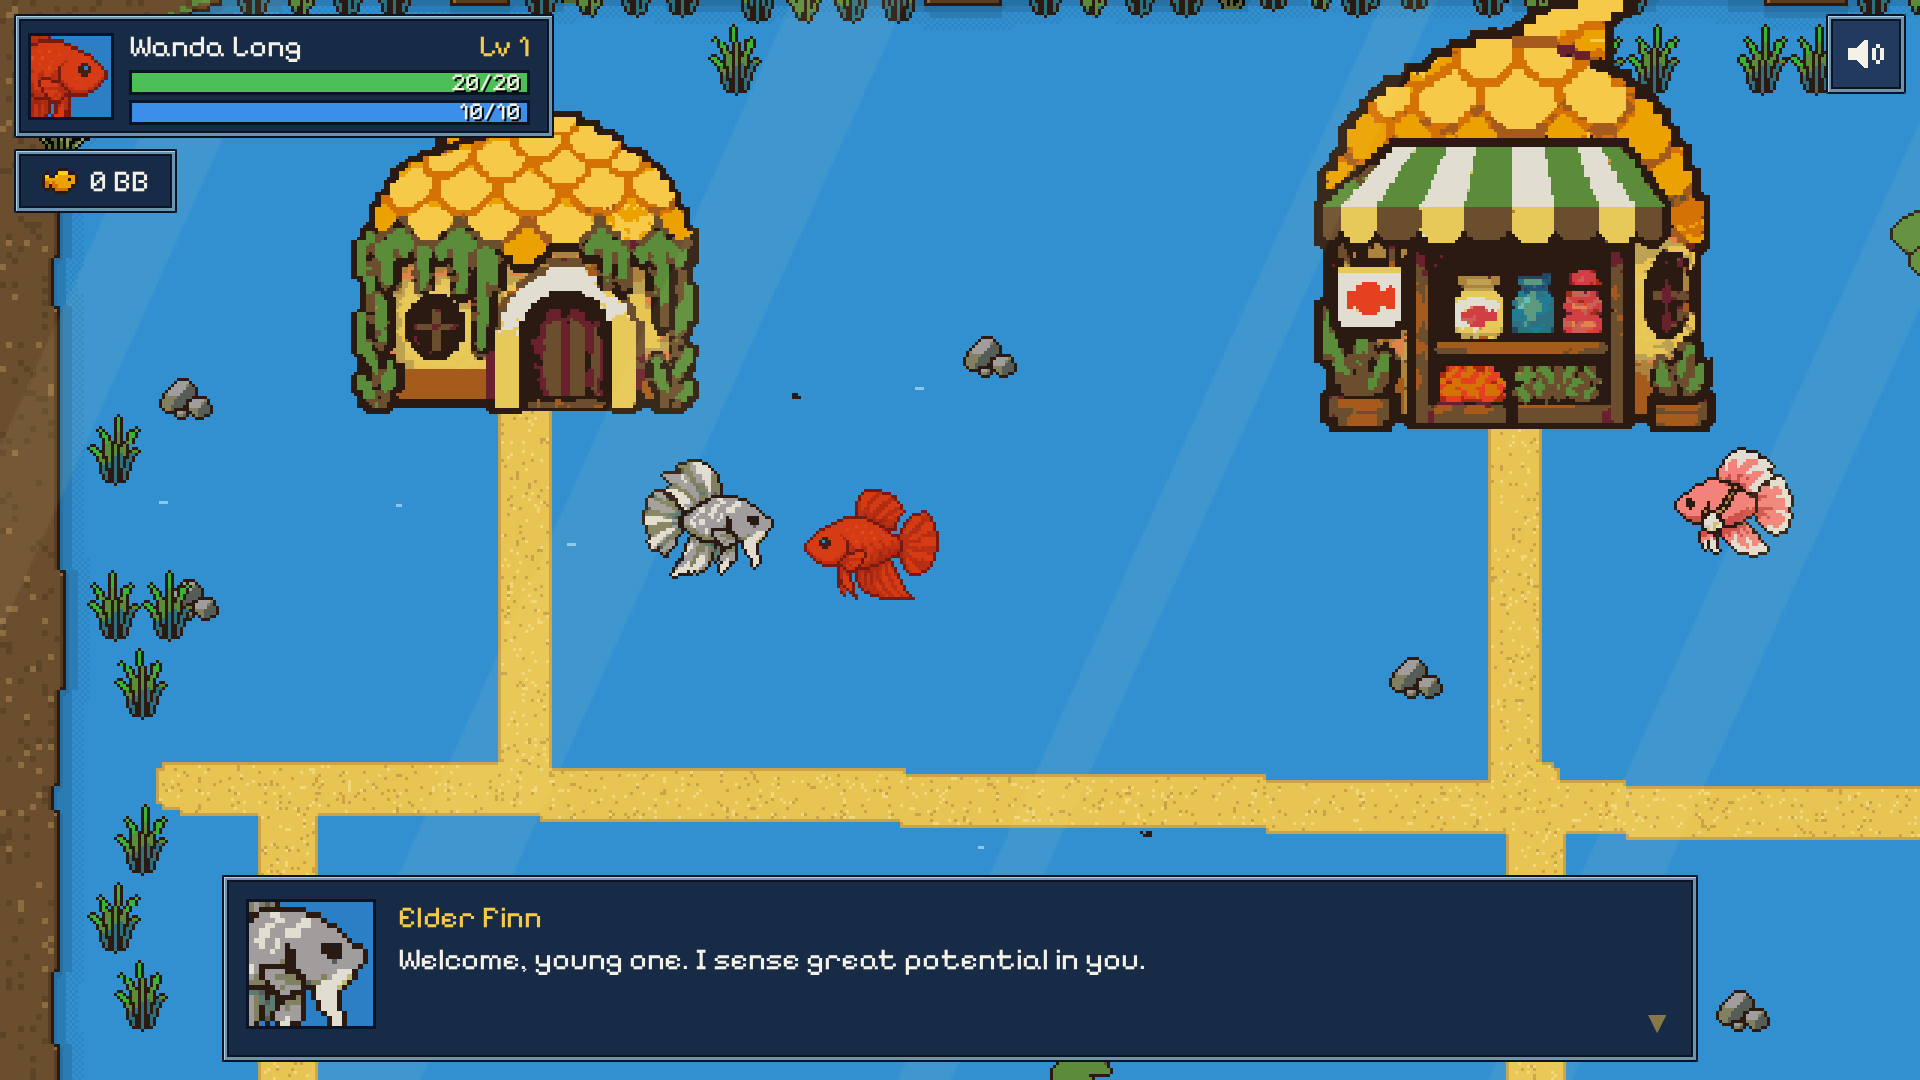 Wanda Long
Lv 1
20/20
10/10
0 BB
Elder Finn
Welcome, young one. I sense great potential in you.